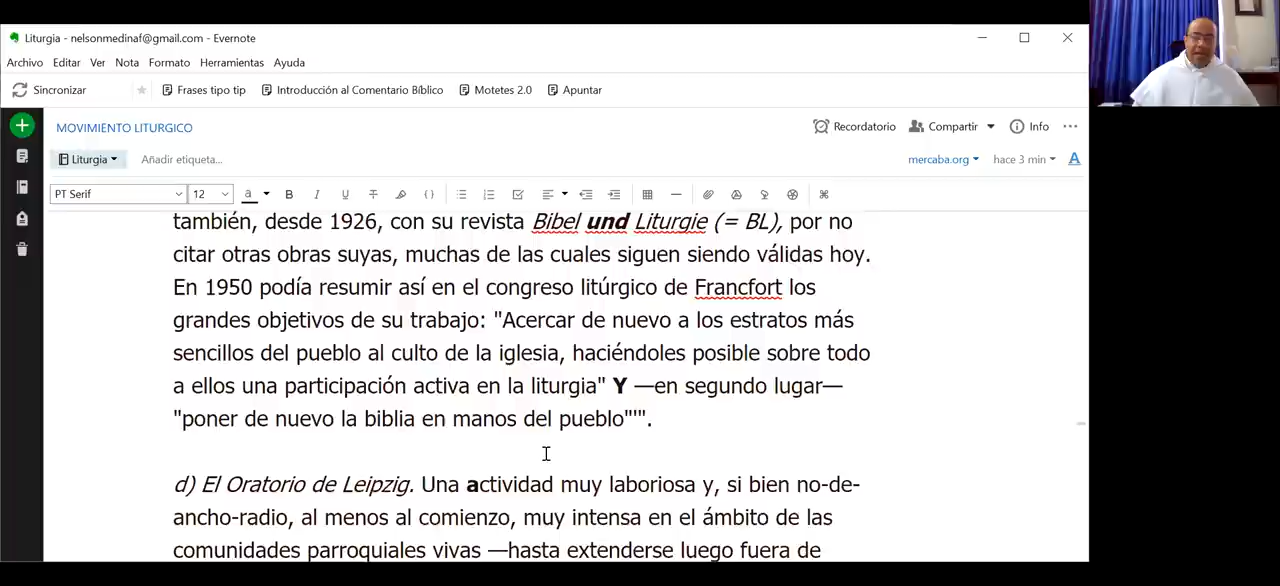 Liturgia - nelsonmedinaf@gmail.com - Evernote
Archivo Editar Ver Nota Formato Herramientas Ayuda
Sincronizar Frases tipo tip Introducción al Comentario Bíblico Motetes 2.0 Apuntar
MOVIMIENTO LITURGICO Recordatorio Compartir Info
Liturgia Añadir etiqueta... mercaba.org hace 3 min
PT Serif 12 a B I U T
también, desde 1926, con su revista Bibel und Liturgie (= BL), por no
citar otras obras suyas, muchas de las cuales siguen siendo válidas hoy.
En 1950 podía resumir así en el congreso litúrgico de Francfort los
grandes objetivos de su trabajo: "Acercar de nuevo a los estratos más
sencillos del pueblo al culto de la iglesia, haciéndoles posible sobre todo
a ellos una participación activa en la liturgia" Y —en segundo lugar—
"poner de nuevo la biblia en manos del pueblo"'".
d) El Oratorio de Leipzig. Una actividad muy laboriosa y, si bien no-de-
ancho-radio, al menos al comienzo, muy intensa en el ámbito de las
comunidades parroquiales vivas —hasta extenderse luego fuera de